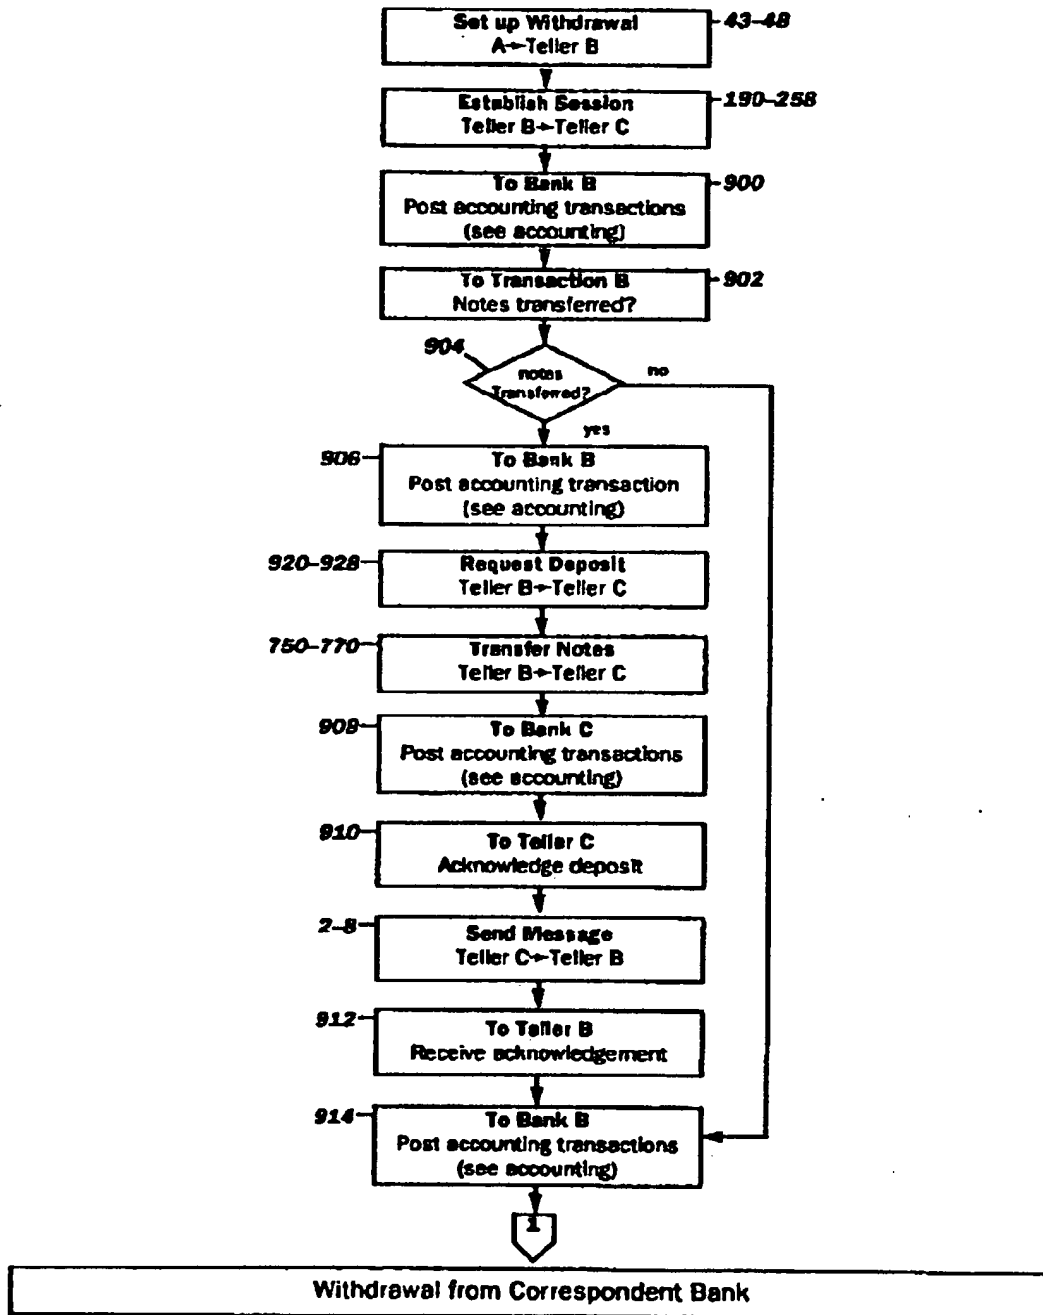 Set up Withdrawal
A→Teller B
43-48
Establish Session
Teller B→Teller C
190-258
To Bank B
Post accounting transactions
(see accounting)
900
To Transaction B
Notes transferred?
902
904
notes
Transferred?
no
yes
906
To Bank B
Post accounting transaction
(see accounting)
920-928
Request Deposit
Teller B→Teller C
750-770
Transfer Notes
Teller B→Teller C
908
To Bank C
Post accounting transactions
(see accounting)
910
To Teller C
Acknowledge deposit
2-8
Send Message
Teller C→Teller B
912
To Teller B
Receive acknowledgement
914
To Bank B
Post accounting transactions
(see accounting)
1
Withdrawal from Correspondent Bank